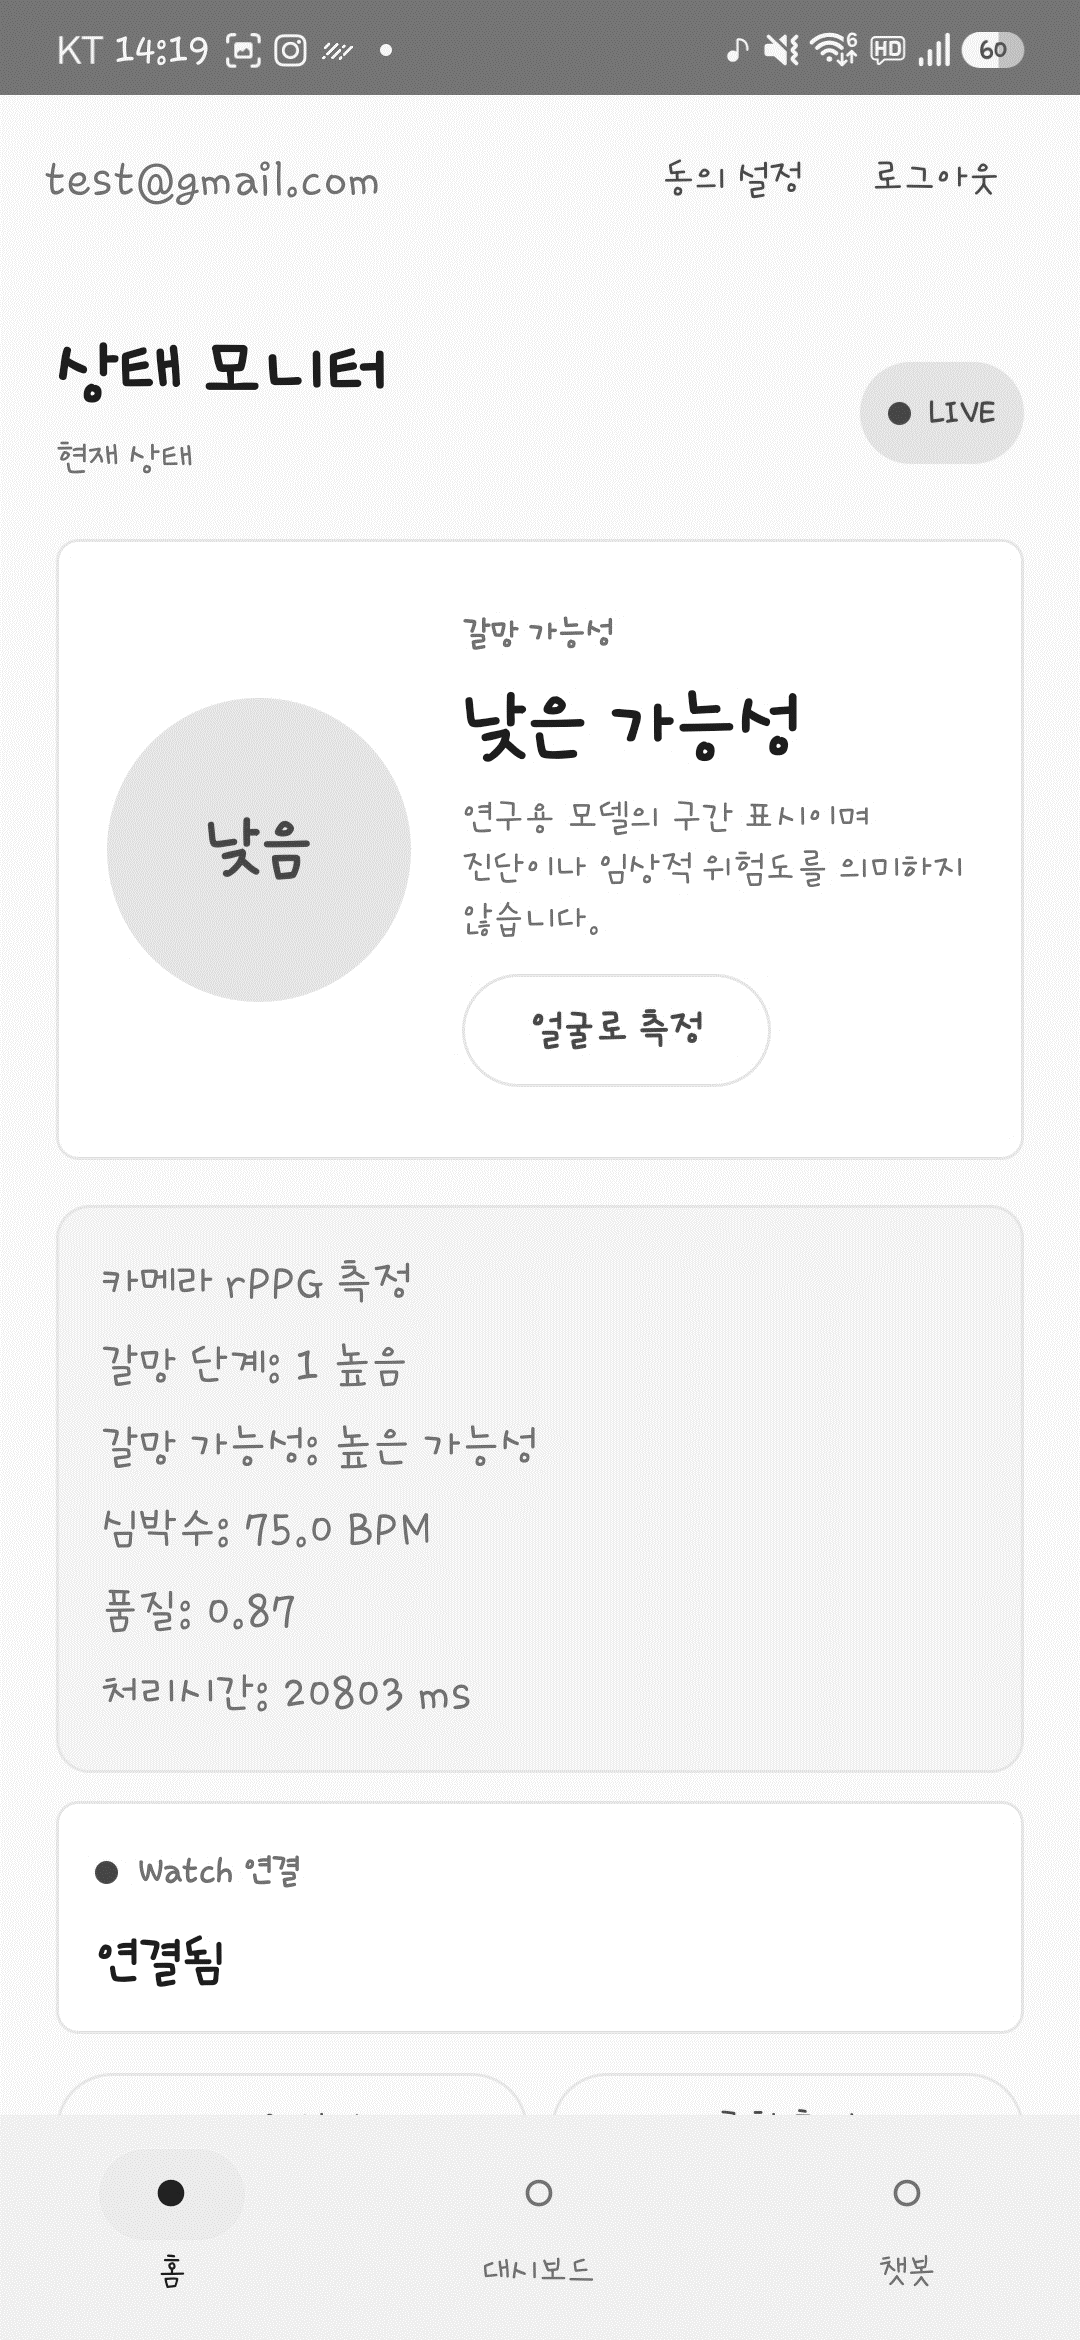 KT 14:19
6 HD 60
test@gmail.com 동의 설정 로그아웃
상태 모니터
LIVE
현재 상태
갈망 가능성
낮은 가능성
낮음
연구용 모델의 구간 표시이며
진단이나 임상적 위험도를 의미하지
않습니다.
얼굴로 측정
카메라 rPPG 측정
갈망 단계: 1 높음
갈망 가능성: 높은 가능성
심박수: 75.0 BPM
품질: 0.87
처리시간: 20803 ms
Watch 연결
연결됨
홈 대시보드 챗봇